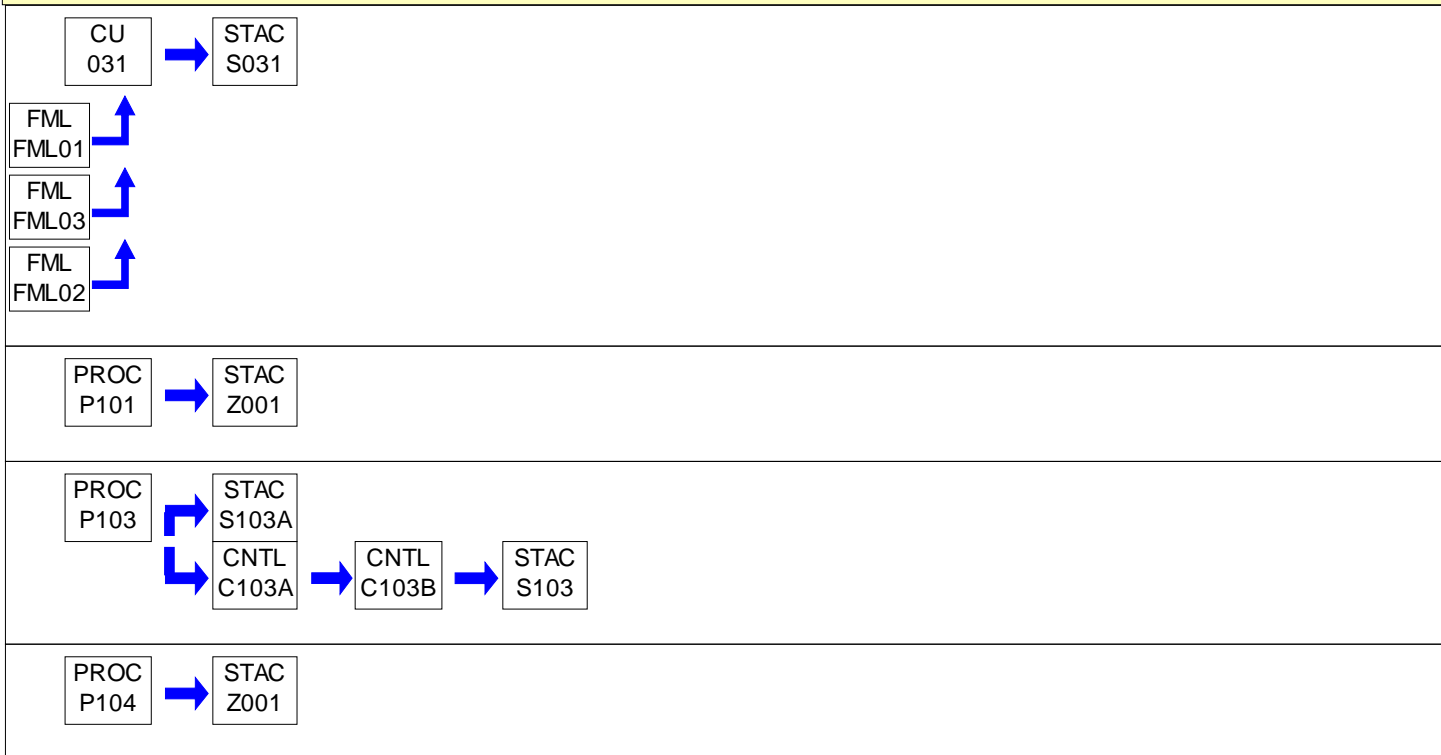 CU
031
STAC
S031
FML
FML01
FML
FML03
FML
FML02
PROC
P101
STAC
Z001
PROC
P103
STAC
S103A
CNTL
C103A
CNTL
C103B
STAC
S103
PROC
P104
STAC
Z001